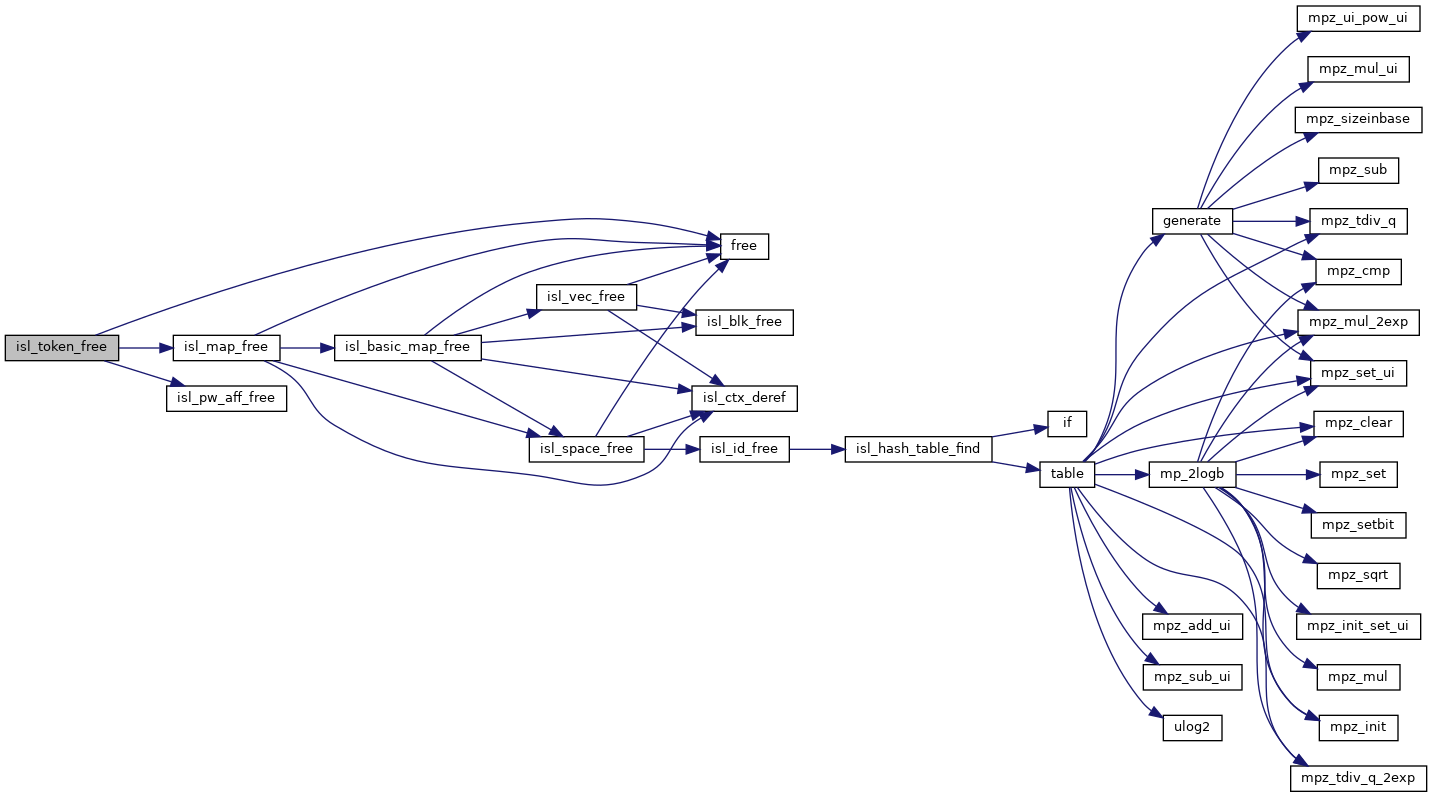 isl_token_free
isl_map_free
isl_pw_aff_free
isl_basic_map_free
isl_vec_free
isl_space_free
free
isl_blk_free
isl_ctx_deref
isl_id_free
isl_hash_table_find
if
table
generate
mp_2logb
mpz_add_ui
mpz_sub_ui
ulog2
mpz_ui_pow_ui
mpz_mul_ui
mpz_sizeinbase
mpz_sub
mpz_tdiv_q
mpz_cmp
mpz_mul_2exp
mpz_set_ui
mpz_clear
mpz_set
mpz_setbit
mpz_sqrt
mpz_init_set_ui
mpz_mul
mpz_init
mpz_tdiv_q_2exp